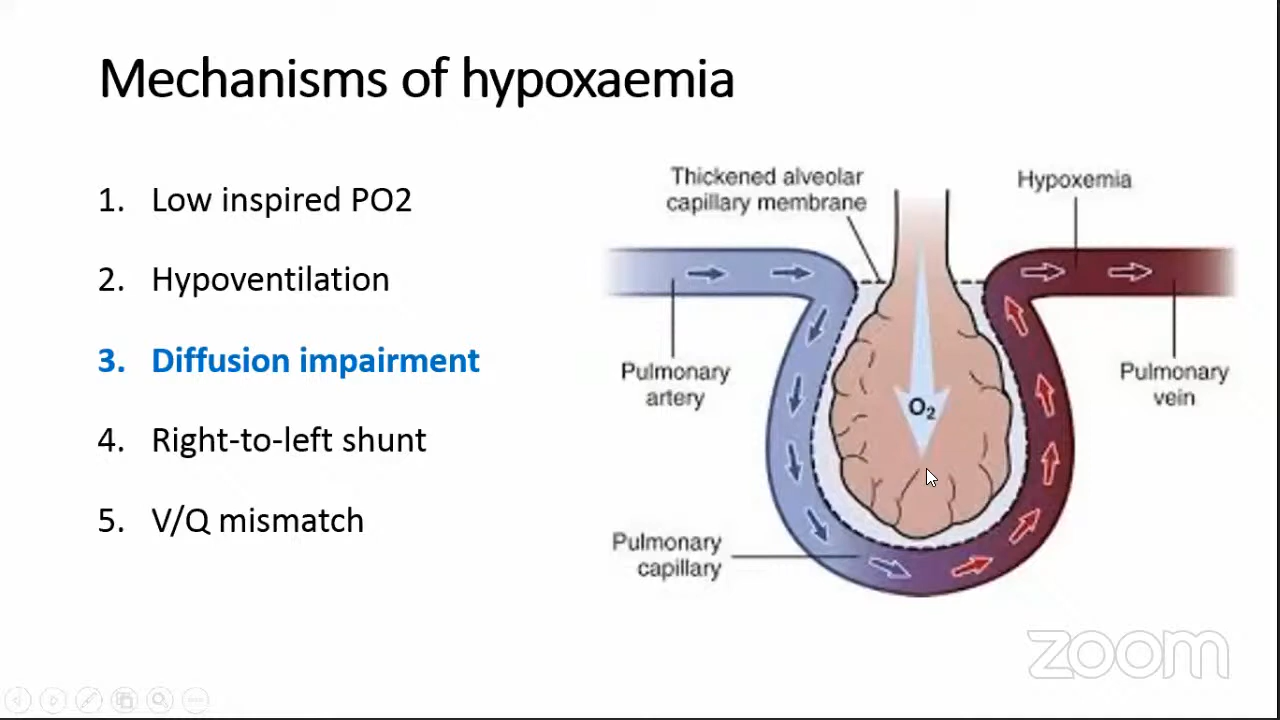 Mechanisms of hypoxaemia
1. Low inspired PO2
2. Hypoventilation
3. Diffusion impairment
4. Right-to-left shunt
5. V/Q mismatch
Thickened alveolar
capillary membrane
Hypoxemia
Pulmonary
artery
O₂
Pulmonary
vein
Pulmonary
capillary
zoom